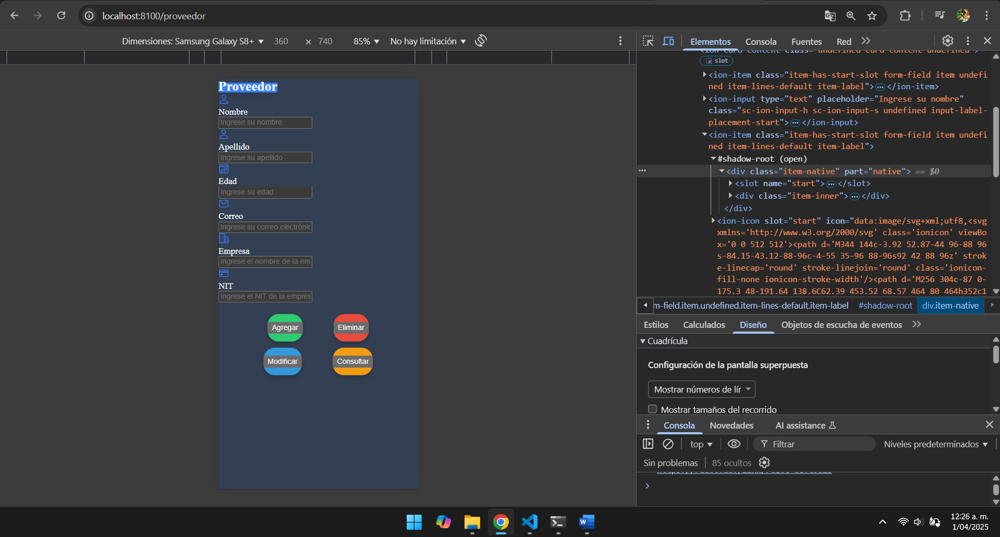 localhost:8100/proveedor
Dimensiones: Samsung Galaxy S8+ 360 × 740 85% No hay limitación
Elementos Consola Fuentes Red
Proveedor
Nombre
Ingrese su nombre
Apellido
Ingrese su apellido
Edad
Ingrese su edad
Correo
Ingrese su correo electrónic
Empresa
Ingrese el nombre de la em
NIT
Ingrese el NIT de la empres
Agregar Eliminar
Modificar Consultar
<ion-card-content class="undefined card-content undefined">
slot
<ion-item class="item-has-start-slot form-field item undefi
ned item-lines-default item-label">…</ion-item>
<ion-input type="text" placeholder="Ingrese su nombre"
class="sc-ion-input-h sc-ion-input-s undefined input-label-
placement-start">…</ion-input>
<ion-item class="item-has-start-slot form-field item undefi
ned item-lines-default item-label">
#shadow-root (open)
<div class="item-native" part="native"> == $0
<slot name="start">…</slot>
<div class="item-inner">…</div>
</div>
<ion-icon slot="start" icon="data:image/svg+xml;utf8,<svg
xmlns='http://www.w3.org/2000/svg' class='ionicon' viewBo
x='0 0 512 512'><path d='M344 144c-3.92 52.87-44 96-88 96
s-84.15-43.12-88-96c-4-55 35-96 88-96s92 42 88 96z' strok
e-linecap='round' stroke-linejoin='round' class='ionicon-
fill-none ionicon-stroke-width'/><path d='M256 304c-87 0-
175.3 48-191.64 138.6C62.39 453.52 68.57 464 80 464h352c1
m-field.item.undefined.item-lines-default.item-label #shadow-root div.item-native
Estilos Calculados Diseño Objetos de escucha de eventos
Cuadrícula
Configuración de la pantalla superpuesta
Mostrar números de lír
Mostrar tamaños del recorrido
Consola Novedades AI assistance
top Filtrar Niveles predeterminados
Sin problemas 85 ocultos
12:26 a. m.
1/04/2025